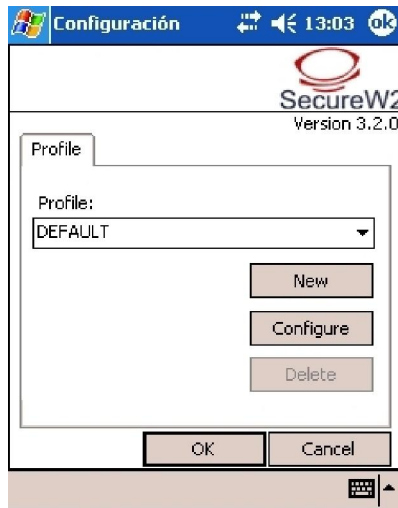 Configuración 13:03 ok
SecureW2
Version 3.2.0
Profile
Profile:
DEFAULT
New
Configure
Delete
OK Cancel